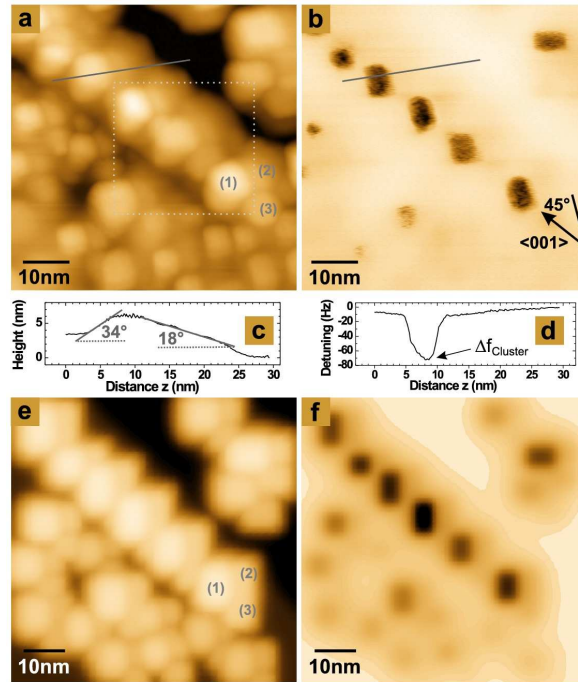 a
b
(1)
(2)
(3)
45°
<001>
10nm
10nm
Height (nm)
5
0
34°
18°
c
0 5 10 15 20 25 30
Distance z (nm)
Detuning (Hz)
0
-20
-40
-60
-80
d
Δf Cluster
0 5 10 15 20 25 30
Distance z (nm)
e
f
(1)
(2)
(3)
10nm
10nm